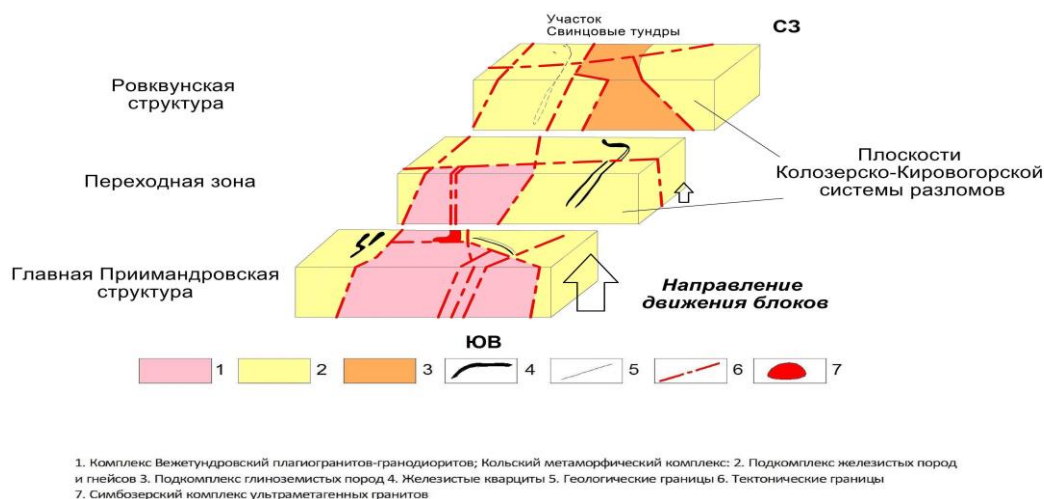 Участок
Свинцовые тундры
СЗ
Ровквунская
структура
Переходная зона
Плоскости
Колозерско-Кировогорской
системы разломов
Главная Приимандровская
структура
Направление
движения блоков
ЮВ
1 2 3 4 5 6 7
1. Комплекс Вежетундровский плагиогранитов-гранодиоритов; Кольский метаморфический комплекс: 2. Подкомплекс железистых пород
и гнейсов 3. Подкомплекс глиноземистых пород 4. Железистые кварциты 5. Геологические границы 6. Тектонические границы
7. Симбозерский комплекс ультраметагенных гранитов